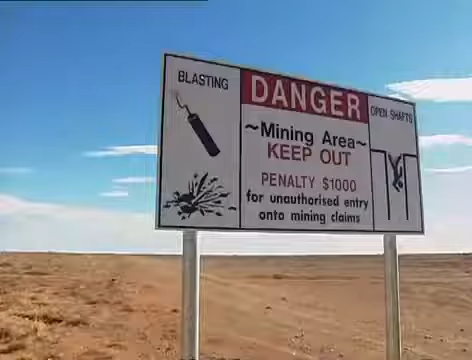 BLASTING
DANGER
OPEN SHAFTS
~Mining Area~
KEEP OUT
PENALTY $1000
for unauthorised entry
onto mining claims